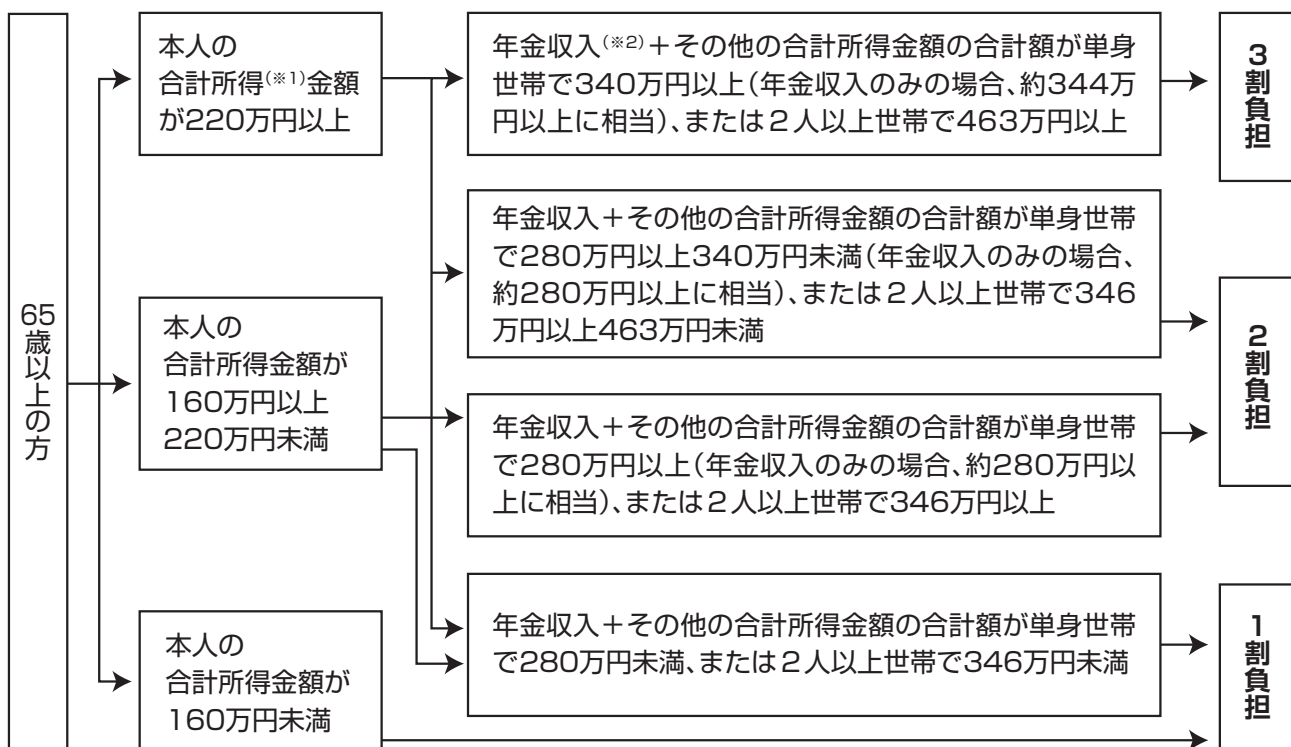 65歳以上の方
本人の
合計所得(※1)金額
が220万円以上
年金収入(※2)+その他の合計所得金額の合計額が単身
世帯で340万円以上(年金収入のみの場合、約344万
円以上に相当)、または2人以上世帯で463万円以上
3割負担
年金収入+その他の合計所得金額の合計額が単身世帯
で280万円以上340万円未満(年金収入のみの場合、
約280万円以上に相当)、または2人以上世帯で346
万円以上463万円未満
2割負担
本人の
合計所得金額が
160万円以上
220万円未満
年金収入+その他の合計所得金額の合計額が単身世帯
で280万円以上(年金収入のみの場合、約280万円以
上に相当)、または2人以上世帯で346万円以上
年金収入+その他の合計所得金額の合計額が単身世帯
で280万円未満、または2人以上世帯で346万円未満
1割負担
本人の
合計所得金額が
160万円未満